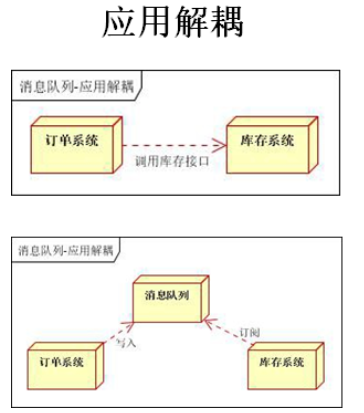 应用解耦
消息队列-应用解耦
订单系统
库存系统
调用库存接口
消息队列-应用解耦
消息队列
写入
订阅
订单系统
库存系统